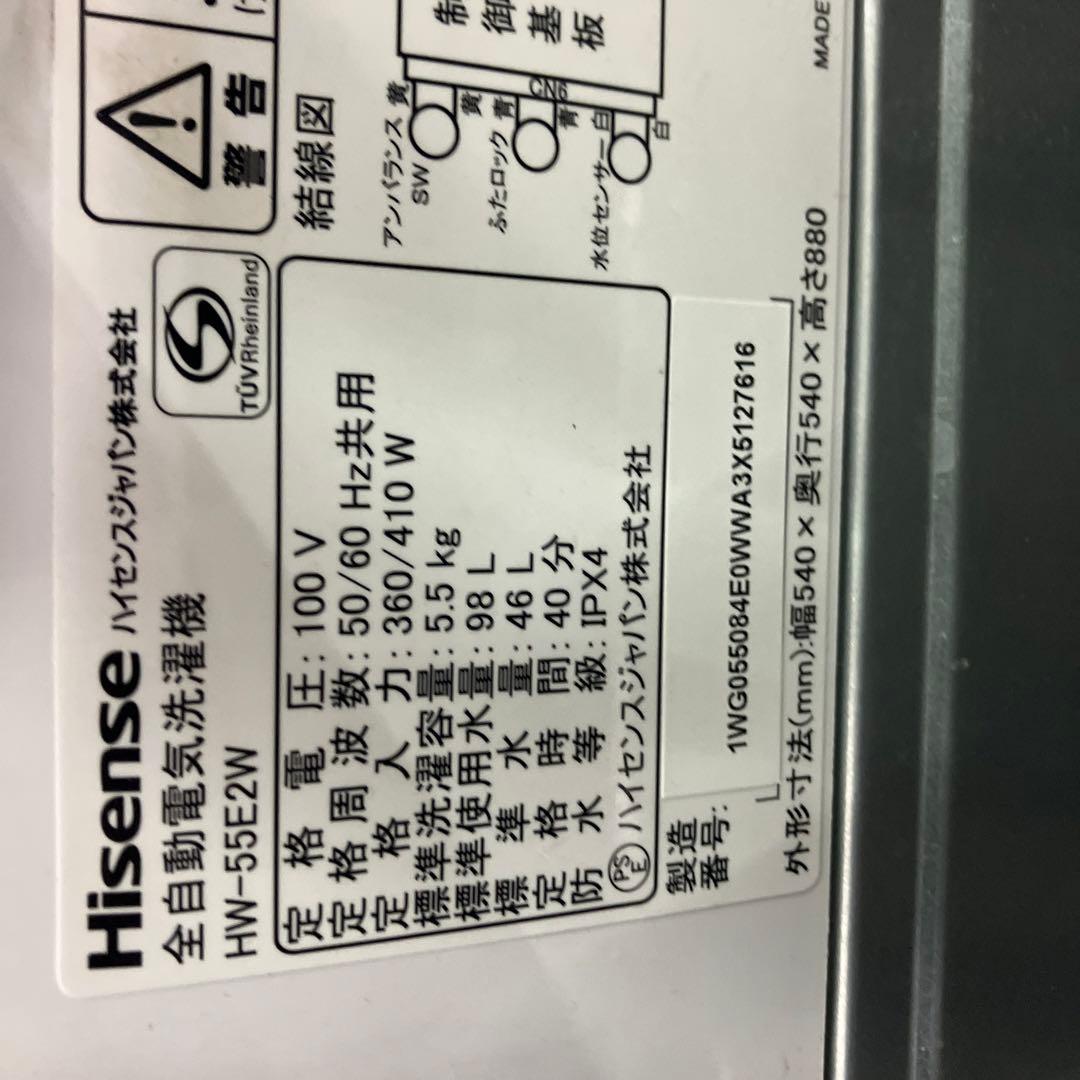 Hisense ハイセンスジャパン株式会社
全自動電気洗濯機
HW-55E2W
TÜVRheinland
警告
定格電圧: 100 V
定格周波数: 50/60 Hz共用
定格入力: 360/410 W
標準洗濯容量: 5.5 kg
標準使用水量: 98 L
標準水量: 46 L
定格時間: 40 分
防水等級: IPX4
PSE ハイセンスジャパン株式会社
製造番号: 1WG055084E0WWA3X5127616
外形寸法(mm):幅540×奥行540×高さ880
結線図
制御基板
アンバランスSW
黄
黄
ふたロック
青
青
水位センサー
白
白
MADE